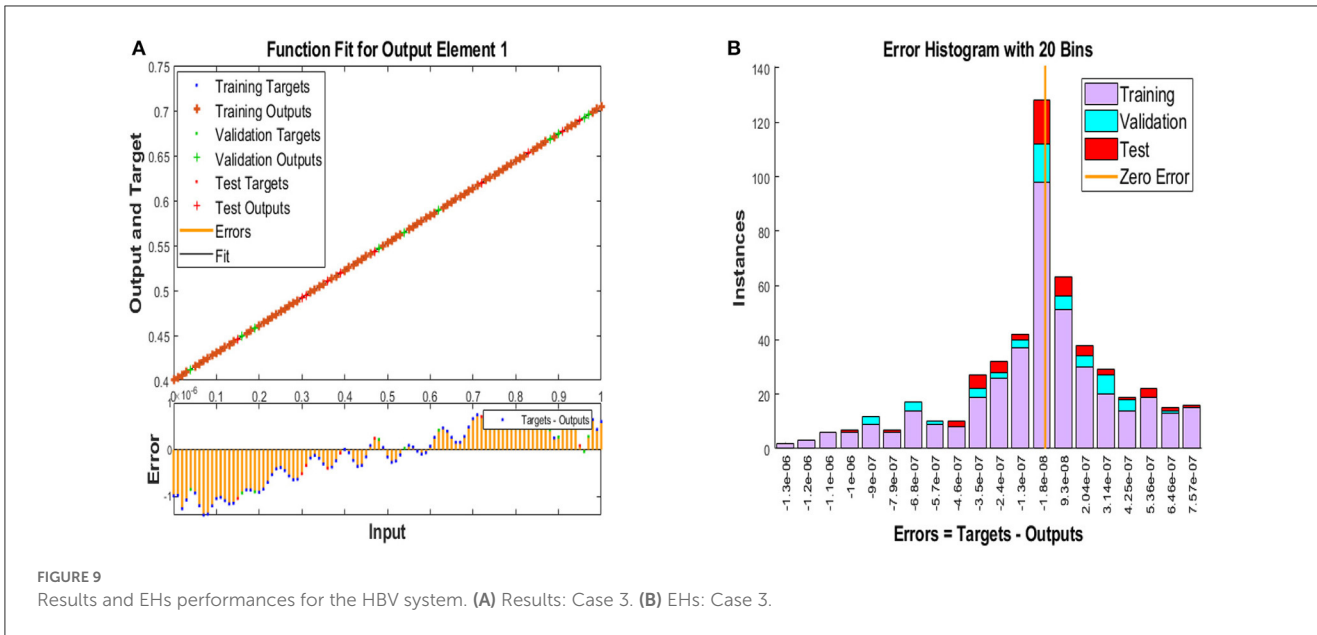 A
Function Fit for Output Element 1
0.75
0.7
0.65
0.6
0.55
0.5
0.45
0.4
Output and Target
Training Targets
Training Outputs
Validation Targets
Validation Outputs
Test Targets
Test Outputs
Errors
Fit
0 0.1 0.2 0.3 0.4 0.5 0.6 0.7 0.8 0.9 1
×10⁻⁶
1
0
-1
Error
Targets - Outputs
Input
B
Error Histogram with 20 Bins
140
120
100
80
60
40
20
0
Instances
Training
Validation
Test
Zero Error
-1.3e-06
-1.2e-06
-1.1e-06
-1e-06
-9e-07
-7.9e-07
-6.8e-07
-5.7e-07
-4.6e-07
-3.5e-07
-2.4e-07
-1.3e-07
-1.8e-08
9.3e-08
2.04e-07
3.14e-07
4.25e-07
5.36e-07
6.46e-07
7.57e-07
Errors = Targets - Outputs
FIGURE 9
Results and EHs performances for the HBV system. (A) Results: Case 3. (B) EHs: Case 3.